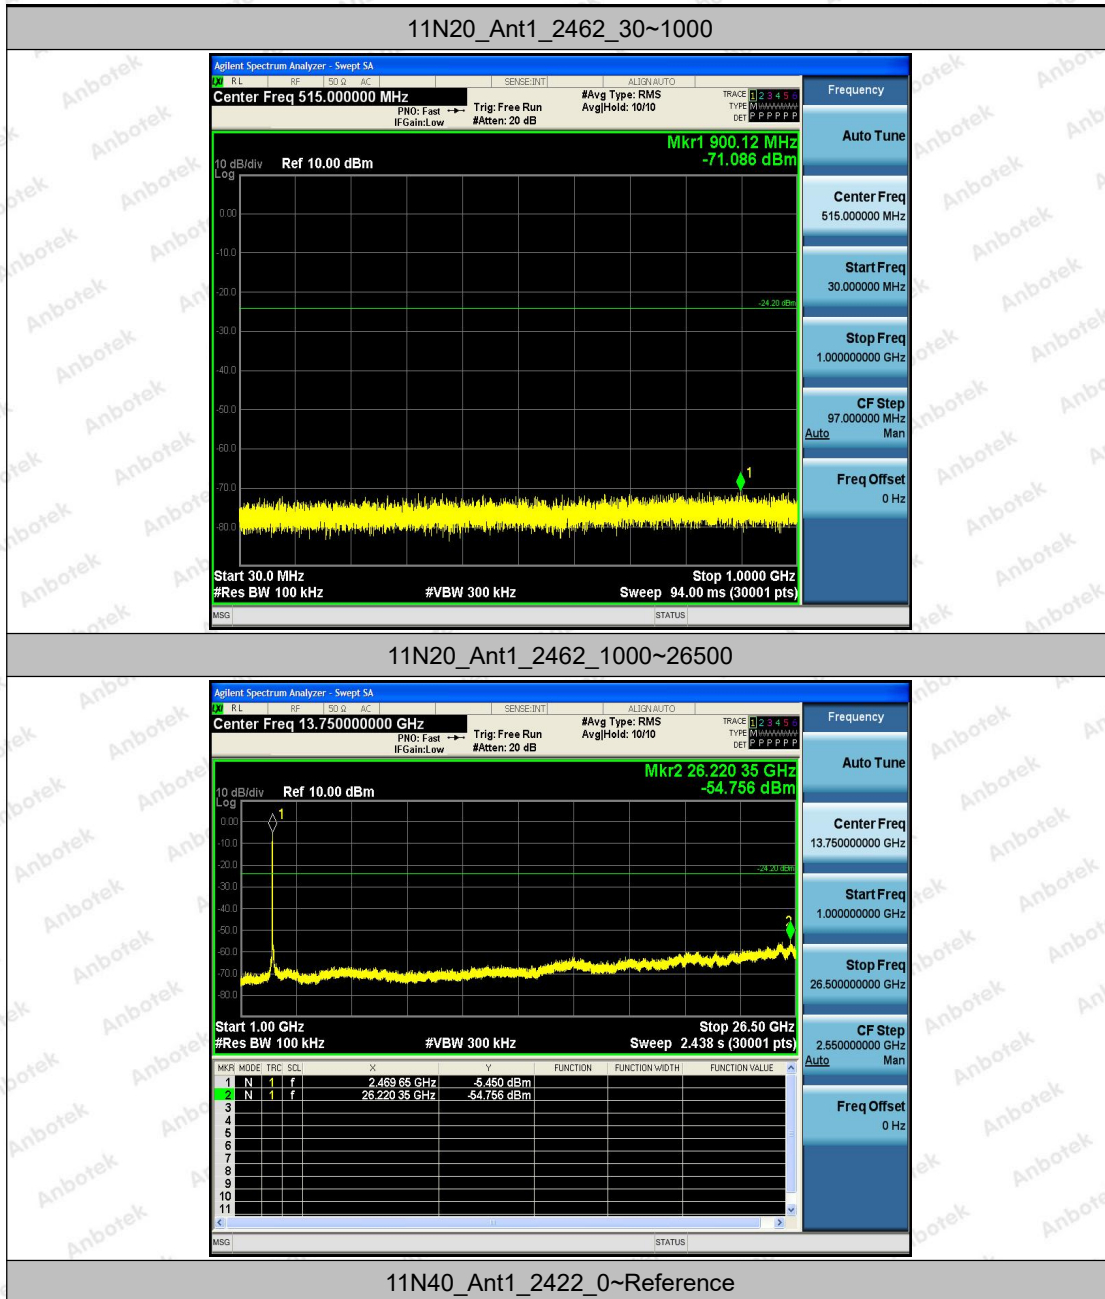 11N20_Ant1_2462_30~1000
Agilent Spectrum Analyzer - Swept SA
RL RF 50 Ω AC SENSE:INT ALIGN AUTO
Center Freq 515.000000 MHz
PNO: Fast
IFGain:Low
Trig: Free Run
#Atten: 20 dB
#Avg Type: RMS
Avg|Hold: 10/10
TRACE 1 2 3 4 5 6
TYPE M
DET P P P P P P
Frequency
Mkr1 900.12 MHz
-71.086 dBm
10 dB/div Ref 10.00 dBm
Log
0.00
-10.0
-20.0
-24.20 dBm
-30.0
-40.0
-50.0
-60.0
-70.0
-80.0
1
Start 30.0 MHz Stop 1.0000 GHz
#Res BW 100 kHz #VBW 300 kHz Sweep 94.00 ms (30001 pts)
MSG STATUS
Auto Tune
Center Freq
515.000000 MHz
Start Freq
30.000000 MHz
Stop Freq
1.000000000 GHz
CF Step
97.000000 MHz
Auto Man
Freq Offset
0 Hz
11N20_Ant1_2462_1000~26500
Agilent Spectrum Analyzer - Swept SA
RL RF 50 Ω AC SENSE:INT ALIGN AUTO
Center Freq 13.750000000 GHz
PNO: Fast
IFGain:Low
Trig: Free Run
#Atten: 20 dB
#Avg Type: RMS
Avg|Hold: 10/10
TRACE 1 2 3 4 5 6
TYPE M
DET P P P P P P
Frequency
Mkr2 26.220 35 GHz
-54.756 dBm
10 dB/div Ref 10.00 dBm
Log
0.00
-10.0
-20.0
-24.20 dBm
-30.0
-40.0
-60.0
-70.0
-80.0
1
2
Start 1.00 GHz Stop 26.50 GHz
#Res BW 100 kHz #VBW 300 kHz Sweep 2.438 s (30001 pts)
MKR MODE TRC SCL X Y FUNCTION FUNCTION WIDTH FUNCTION VALUE
1 N 1 f 2.469 65 GHz -5.450 dBm
2 N 1 f 26.220 35 GHz -54.756 dBm
3
4
5
6
7
8
9
10
11
MSG STATUS
Auto Tune
Center Freq
13.750000000 GHz
Start Freq
1.000000000 GHz
Stop Freq
26.500000000 GHz
CF Step
2.550000000 GHz
Auto Man
Freq Offset
0 Hz
11N40_Ant1_2422_0~Reference